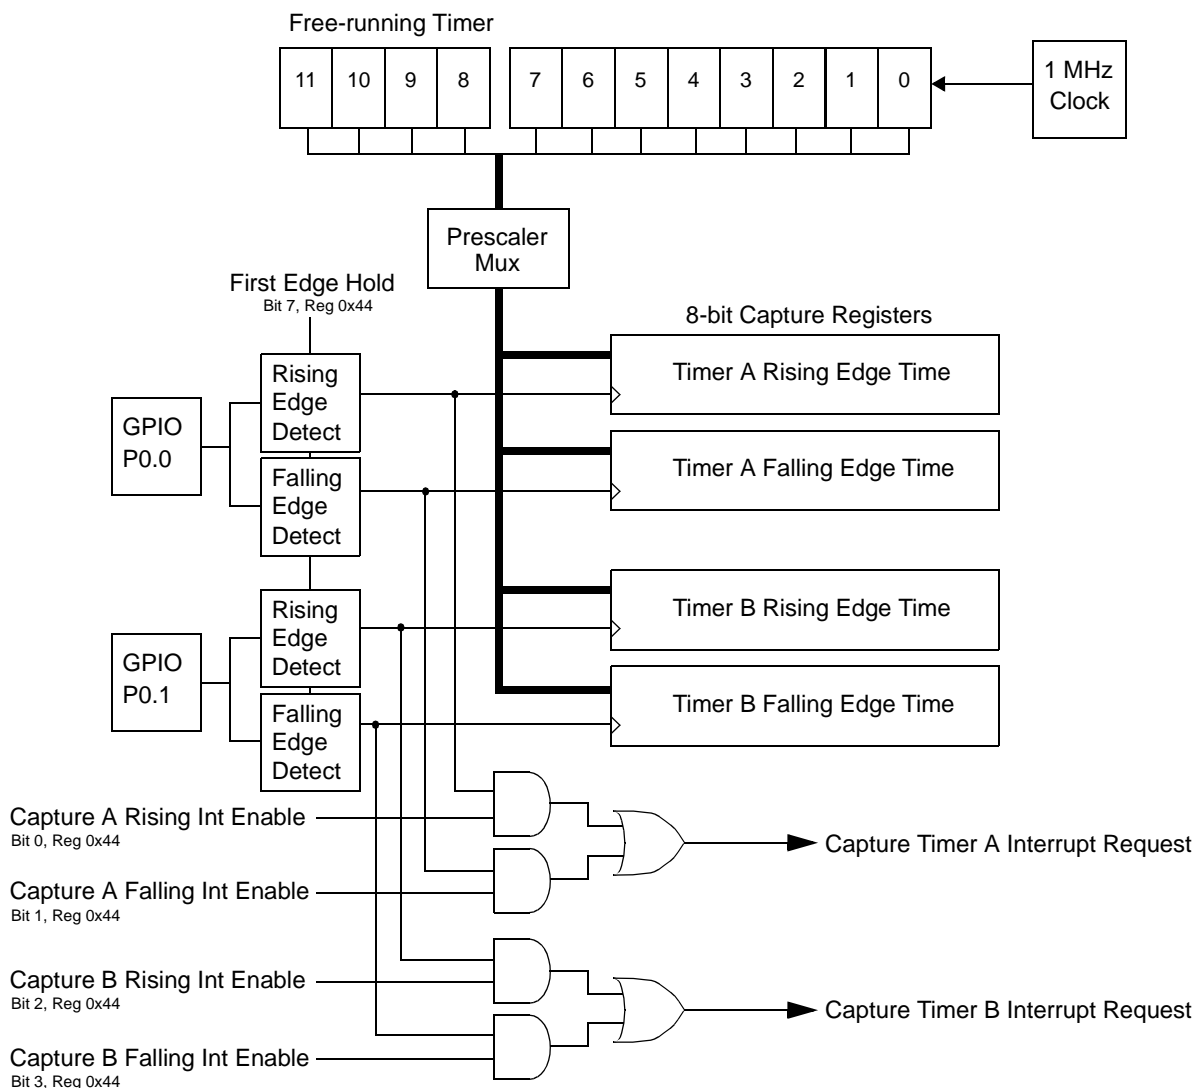 Free-running Timer
11 10 9 8 7 6 5 4 3 2 1 0
1 MHz
Clock
Prescaler
Mux
First Edge Hold
Bit 7, Reg 0x44
8-bit Capture Registers
Rising
Edge
Detect
Timer A Rising Edge Time
GPIO
P0.0
Falling
Edge
Detect
Timer A Falling Edge Time
Rising
Edge
Detect
Timer B Rising Edge Time
GPIO
P0.1
Falling
Edge
Detect
Timer B Falling Edge Time
Capture A Rising Int Enable
Bit 0, Reg 0x44
Capture Timer A Interrupt Request
Capture A Falling Int Enable
Bit 1, Reg 0x44
Capture B Rising Int Enable
Bit 2, Reg 0x44
Capture Timer B Interrupt Request
Capture B Falling Int Enable
Bit 3, Reg 0x44